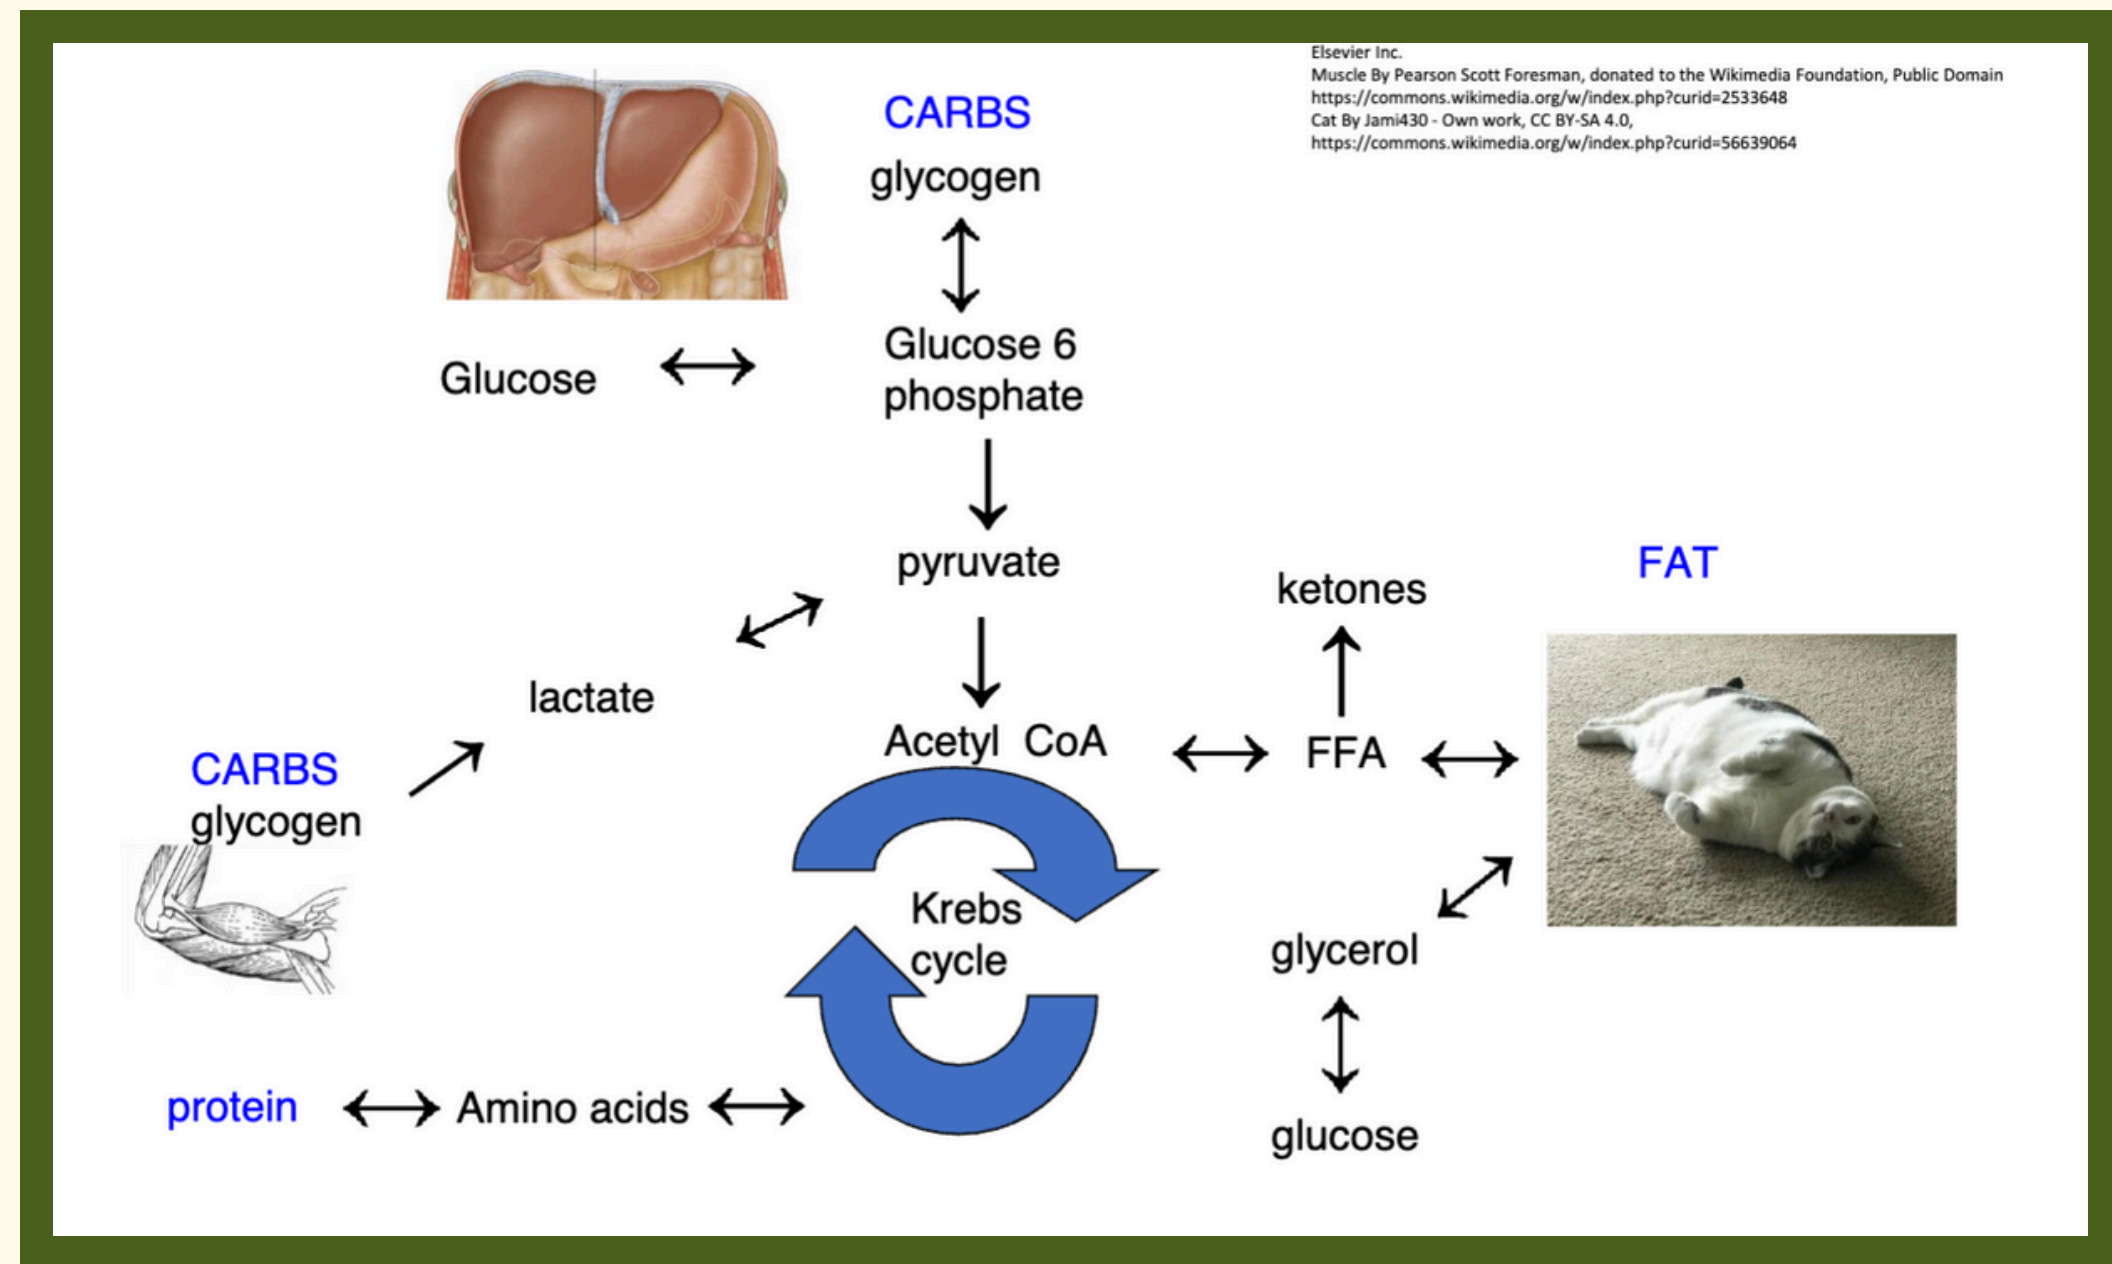 Elsevier Inc.
Muscle By Pearson Scott Foresman, donated to the Wikimedia Foundation, Public Domain
https://commons.wikimedia.org/w/index.php?curid=2533648
Cat By Jami430 - Own work, CC BY-SA 4.0,
https://commons.wikimedia.org/w/index.php?curid=56639064
CARBS
glycogen
Glucose
Glucose 6
phosphate
pyruvate
lactate
CARBS
glycogen
Acetyl CoA
ketones
FAT
FFA
Krebs
cycle
glycerol
glucose
protein
Amino acids